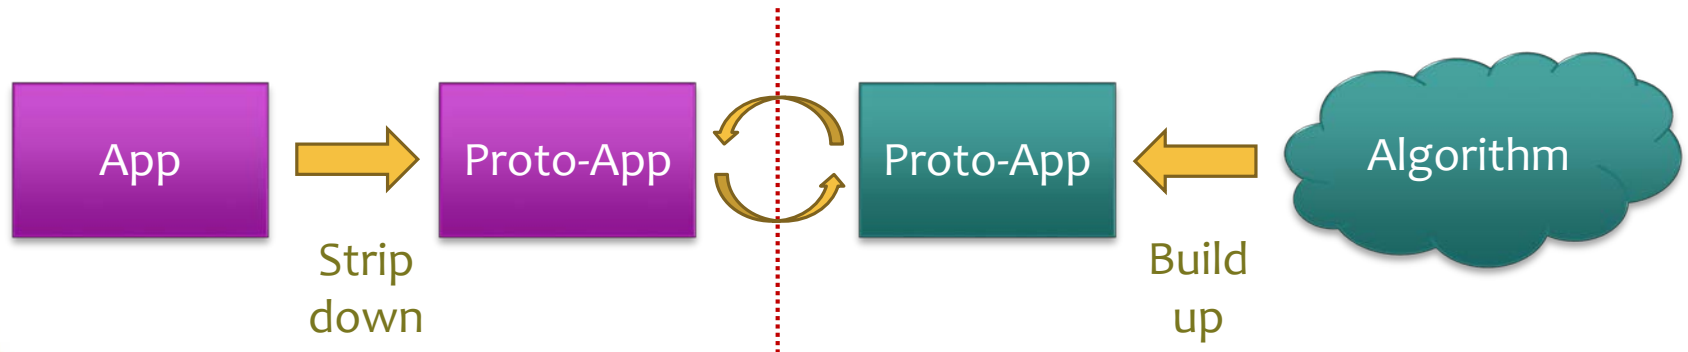 App
Proto-App
Proto-App
Algorithm
Strip
down
Build
up